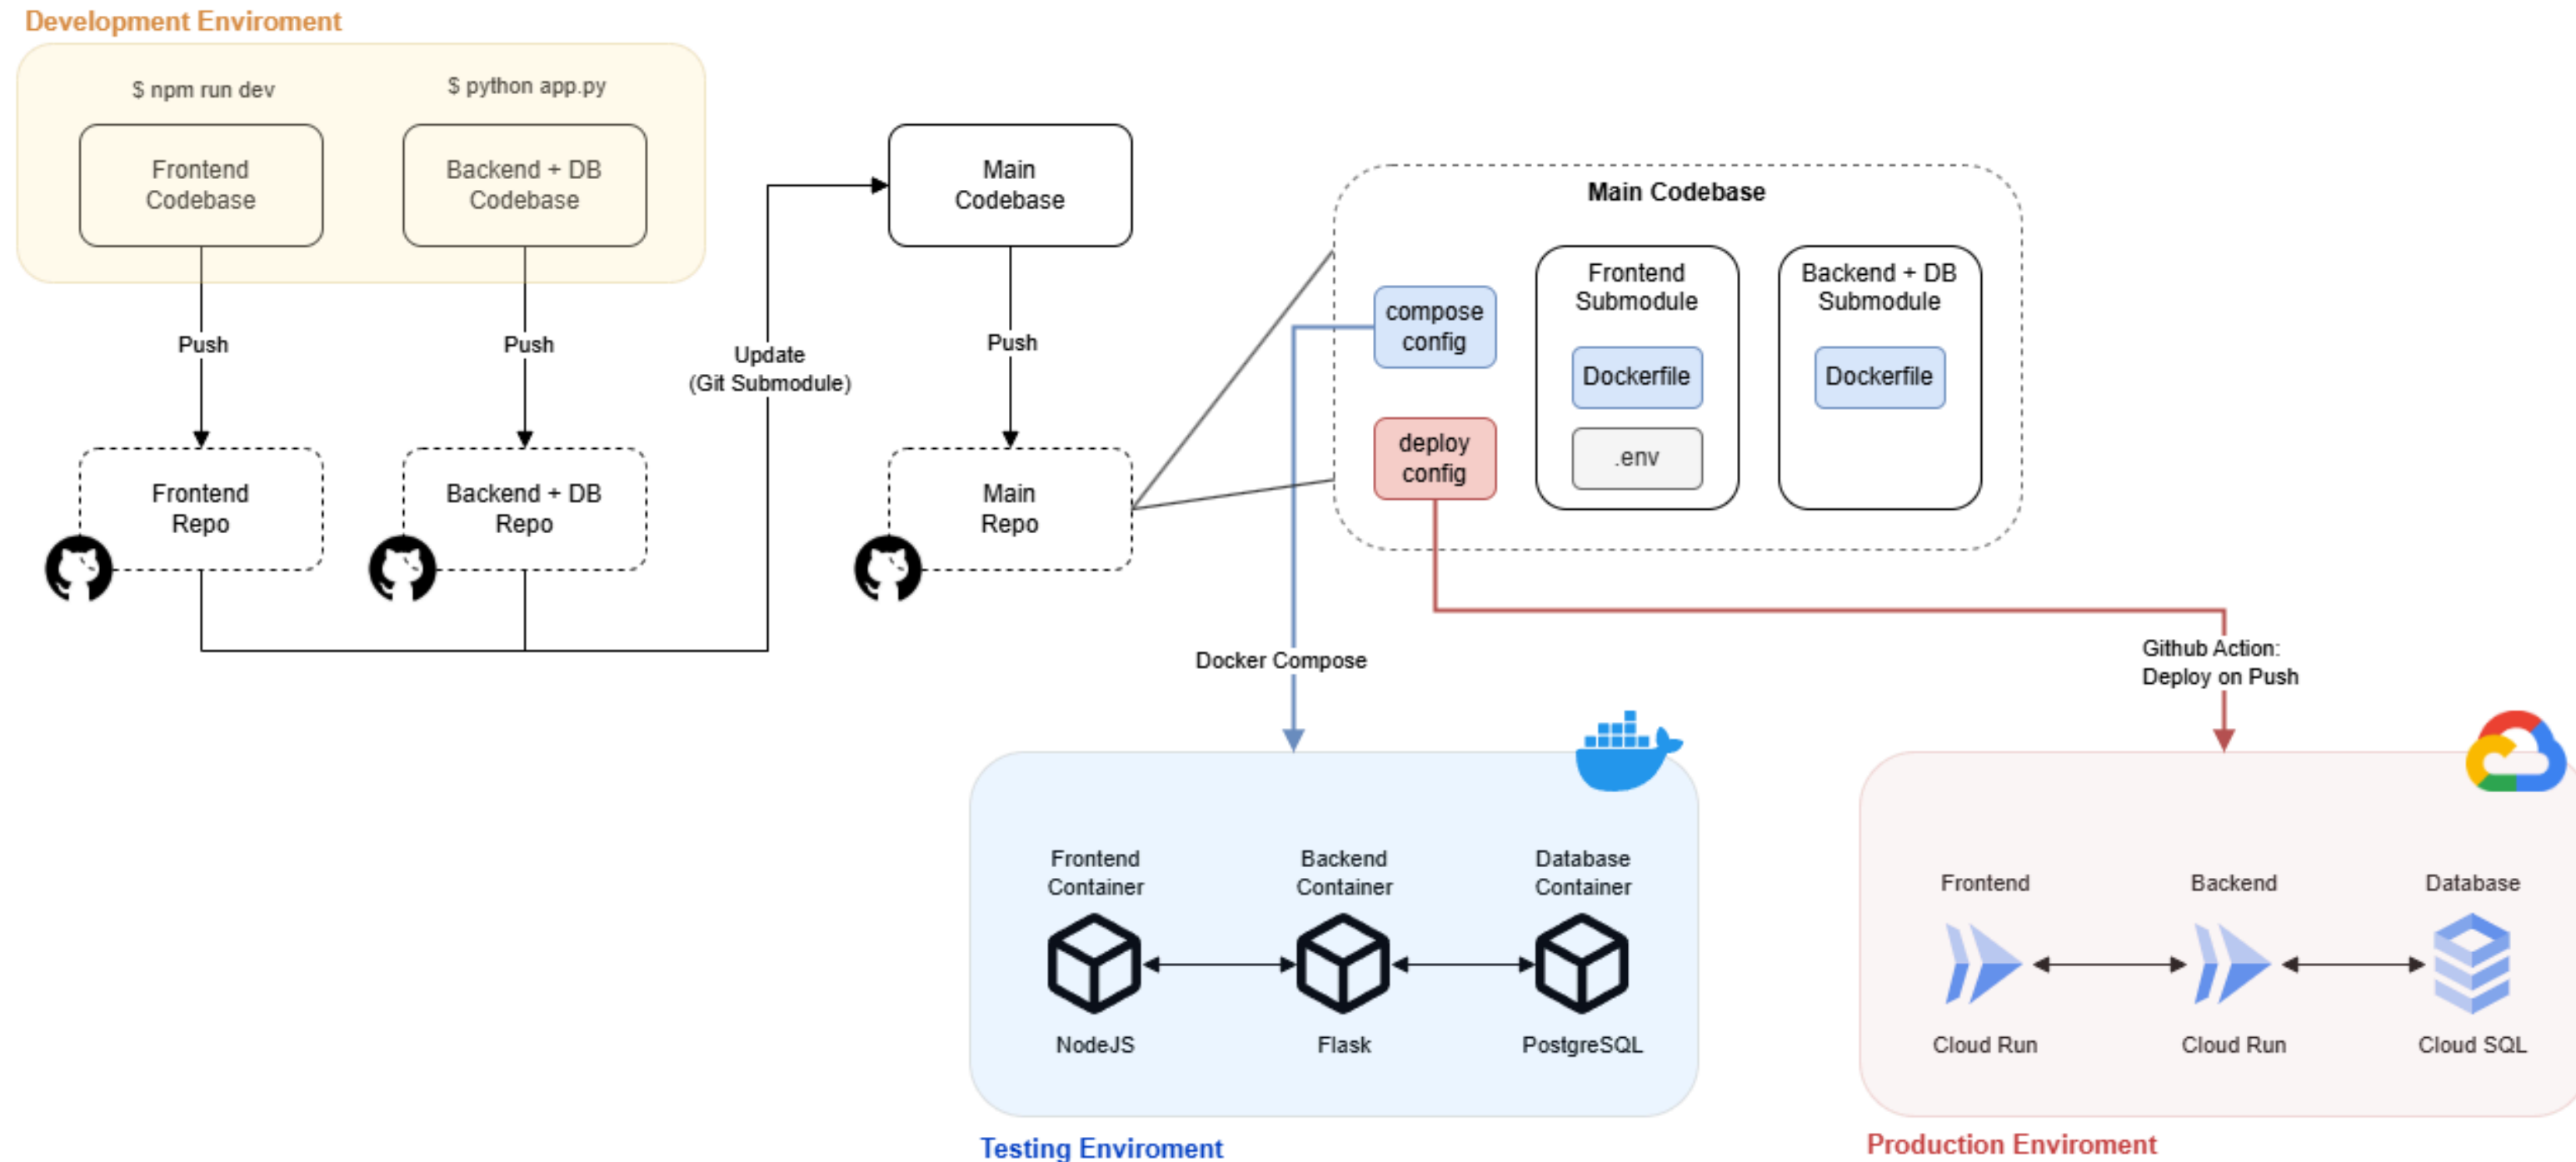 Development Enviroment
$ npm run dev
$ python app.py
Frontend
Codebase
Backend + DB
Codebase
Main
Codebase
Push
Push
Update
(Git Submodule)
Push
Frontend
Repo
Backend + DB
Repo
Main
Repo
Main Codebase
compose
config
deploy
config
Frontend
Submodule
Dockerfile
.env
Backend + DB
Submodule
Dockerfile
Docker Compose
Github Action:
Deploy on Push
Frontend
Container
Backend
Container
Database
Container
NodeJS
Flask
PostgreSQL
Testing Enviroment
Frontend
Backend
Database
Cloud Run
Cloud Run
Cloud SQL
Production Enviroment